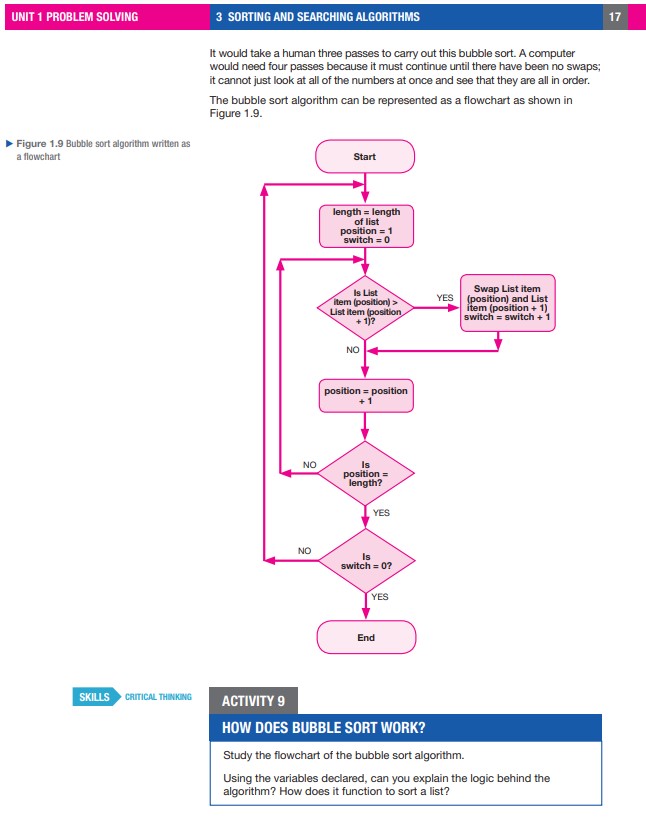 UNIT 1 PROBLEM SOLVING
3 SORTING AND SEARCHING ALGORITHMS
17
It would take a human three passes to carry out this bubble sort. A computer
would need four passes because it must continue until there have been no swaps;
it cannot just look at all of the numbers at once and see that they are all in order.
The bubble sort algorithm can be represented as a flowchart as shown in
Figure 1.9.
▶ Figure 1.9 Bubble sort algorithm written as
a flowchart
Start
length = length
of list
position = 1
switch = 0
Is List
item (position) >
List item (position
+ 1)?
YES
Swap List item
(position) and List
item (position + 1)
switch = switch + 1
NO
position = position
+ 1
NO
Is
position =
length?
YES
NO
Is
switch = 0?
YES
End
SKILLS
CRITICAL THINKING
ACTIVITY 9
HOW DOES BUBBLE SORT WORK?
Study the flowchart of the bubble sort algorithm.
Using the variables declared, can you explain the logic behind the
algorithm? How does it function to sort a list?